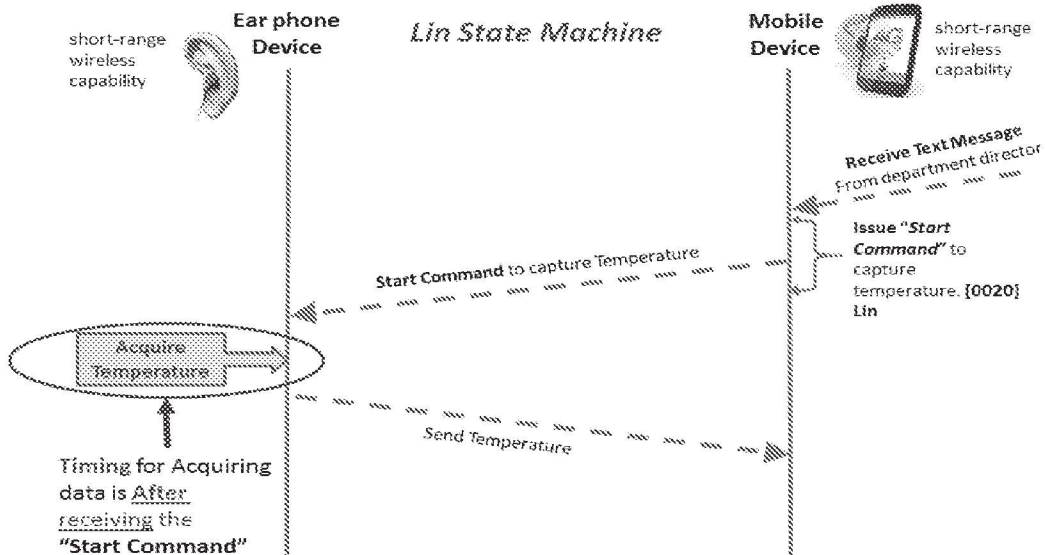 Ear phone
Device
Lin State Machine
Mobile
Device
short-range
wireless
capability
short-range
wireless
capability
Receive Text Message
From department director
Issue "Start
Command" to
capture
temperature. [0020]
Lin
Start Command to capture Temperature
Acquire
Temperature
Send Temperature
Timing for Acquiring
data is After
receiving the
"Start Command"